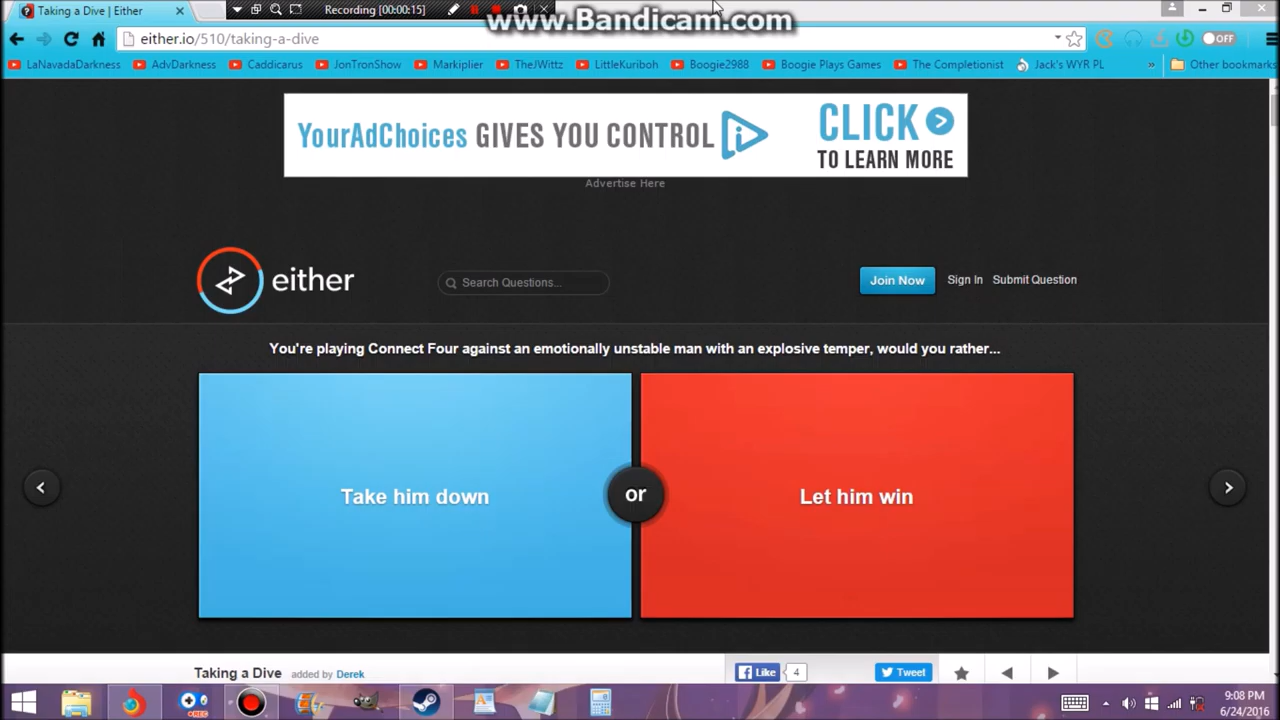 Taking a Dive | Either
Recording [00:00:15]
www.Bandicam.com
either.io/510/taking-a-dive
OFF
LaNavadaDarkness
AdvDarkness
Caddicarus
JonTronShow
Markiplier
TheJWittz
LittleKuriboh
Boogie2988
Boogie Plays Games
The Completionist
Jack's WYR PL
»
Other bookmarks
YourAdChoices GIVES YOU CONTROL
CLICK
TO LEARN MORE
Advertise Here
either
Search Questions...
Join Now
Sign In
Submit Question
You're playing Connect Four against an emotionally unstable man with an explosive temper, would you rather...
Take him down
or
Let him win
Taking a Dive added by Derek
Like
4
Tweet
REC
9:08 PM
6/24/2016